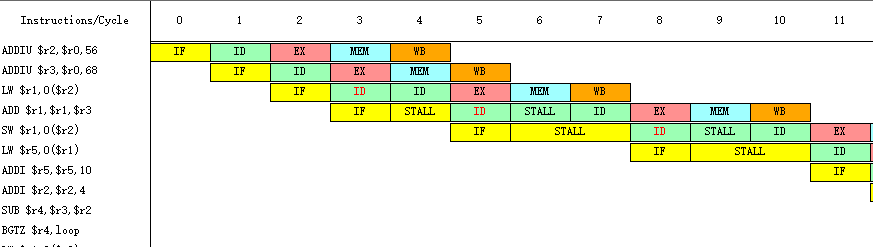 Instructions/Cycle 0 1 2 3 4 5 6 7 8 9 10 11
ADDIU $r2,$r0,56 IF ID EX MEM WB
ADDIU $r3,$r0,68 IF ID EX MEM WB
LW $r1,0($r2) IF ID ID EX MEM WB
ADD $r1,$r1,$r3 IF STALL ID STALL ID EX MEM WB
SW $r1,0($r2) IF STALL ID STALL ID EX
LW $r5,0($r1) IF STALL ID
ADDI $r5,$r5,10 IF
ADDI $r2,$r2,4
SUB $r4,$r3,$r2
BGTZ $r4,loop